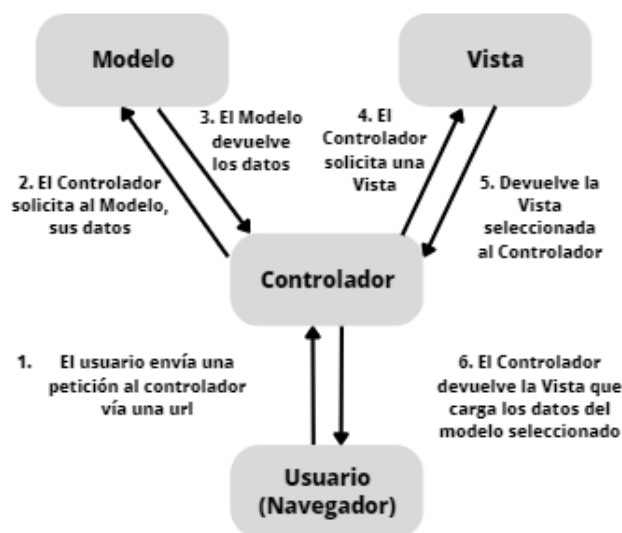 Modelo
Vista
3. El Modelo
devuelve
los datos
4. El
Controlador
solicita una
Vista
2. El Controlador
solicita al Modelo,
sus datos
5. Devuelve la
Vista
seleccionada
al Controlador
Controlador
1. El usuario envía una
petición al controlador
vía una url
6. El Controlador
devuelve la Vista que
carga los datos del
modelo seleccionado
Usuario
(Navegador)